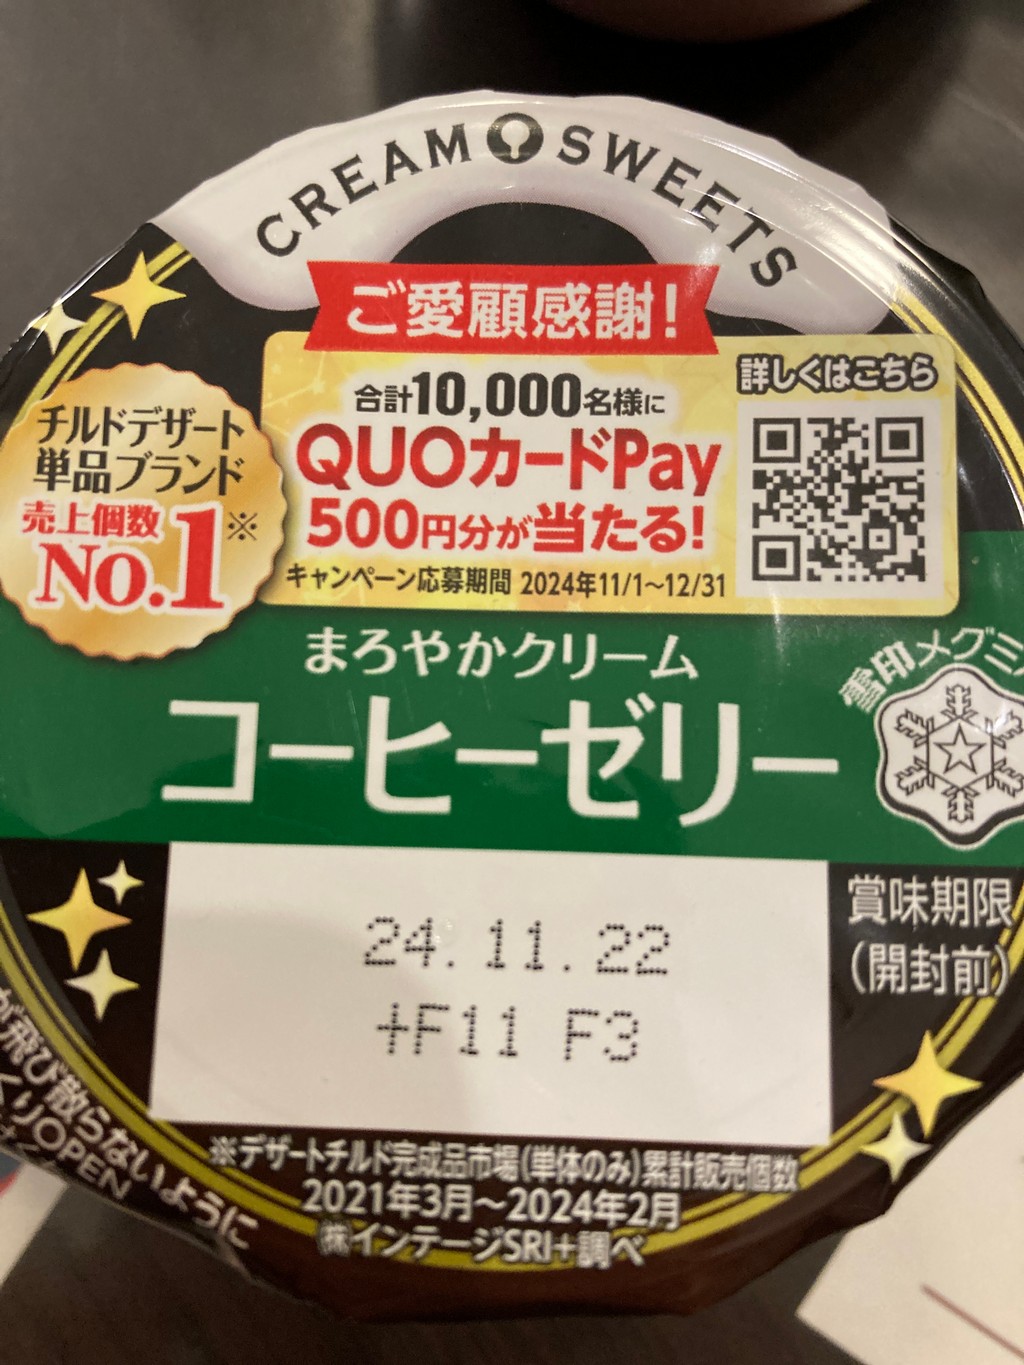 CREAM SWEETS
ご愛顧感謝!
合計10,000名様に
QUOカードPay
500円分が当たる!
キャンペーン応募期間 2024年11/1〜12/31
詳しくはこちら
チルドデザート
単品ブランド
売上個数
No.1※
まろやかクリーム
コーヒーゼリー
雪印メグミ
24.11.22
+F11 F3
賞味期限
(開封前)
が飛び散らないように
くりOPEN
※デザートチルド完成品市場(単体のみ)累計販売個数
2021年3月〜2024年2月
㈱インテージSRI+調べ